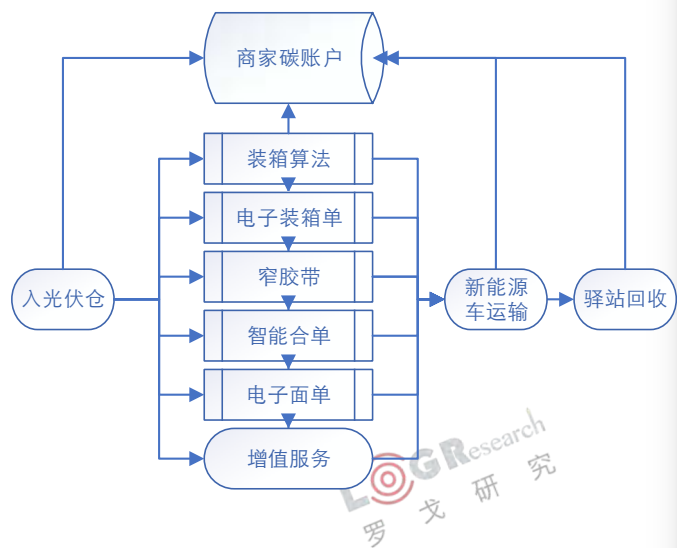 商家碳账户
装箱算法
电子装箱单
窄胶带
入光伏仓
新能源
车运输
驿站回收
智能合单
电子面单
增值服务
LOGResearch
罗戈研究